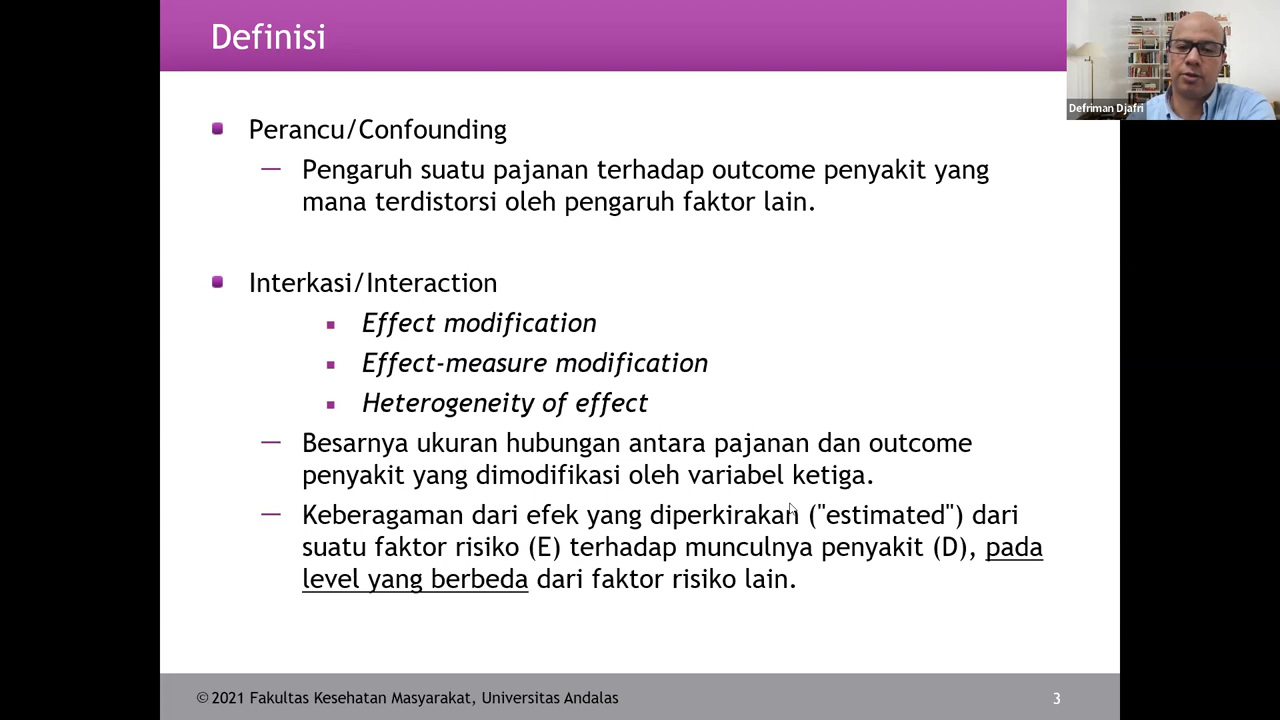 Definisi
Defriman Djafri
Perancu/Confounding
Pengaruh suatu pajanan terhadap outcome penyakit yang
mana terdistorsi oleh pengaruh faktor lain.
Interkasi/Interaction
Effect modification
Effect-measure modification
Heterogeneity of effect
Besarnya ukuran hubungan antara pajanan dan outcome
penyakit yang dimodifikasi oleh variabel ketiga.
Keberagaman dari efek yang diperkirakan ("estimated") dari
suatu faktor risiko (E) terhadap munculnya penyakit (D), pada
level yang berbeda dari faktor risiko lain.
© 2021 Fakultas Kesehatan Masyarakat, Universitas Andalas
3